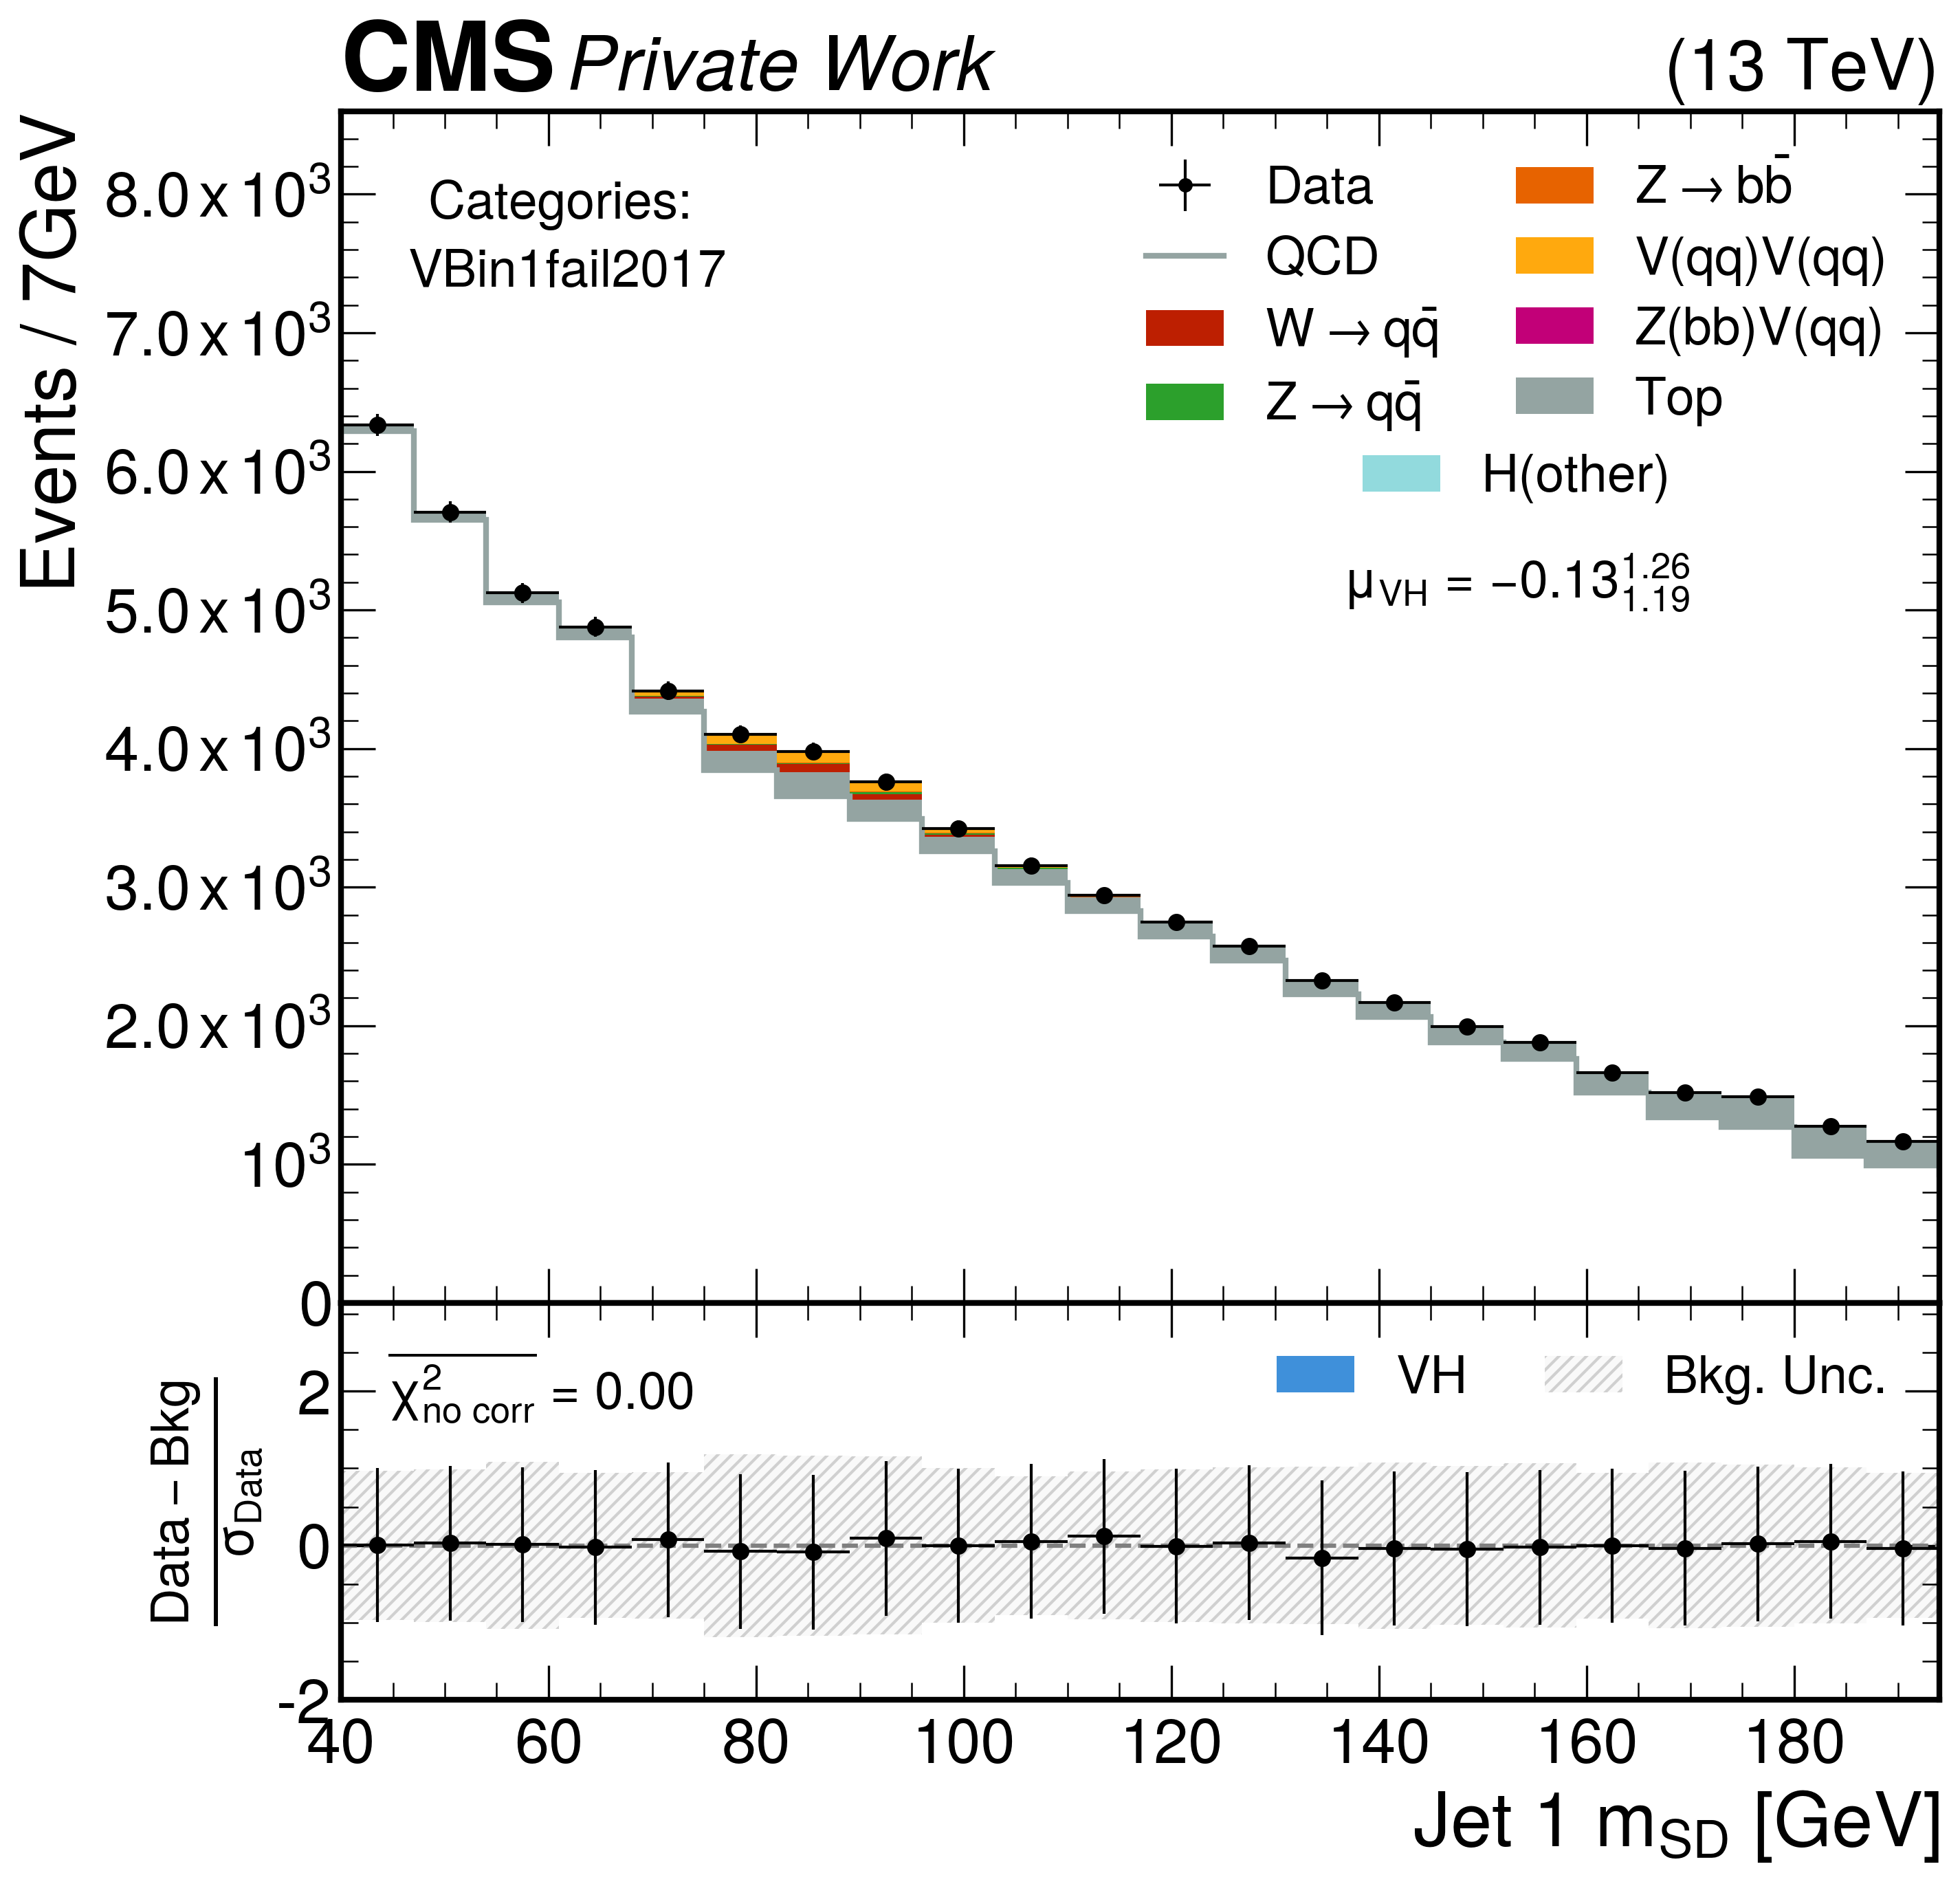 CMS Private Work (13 TeV)
Events / 7GeV
8.0 x 10³
7.0 x 10³
6.0 x 10³
5.0 x 10³
4.0 x 10³
3.0 x 10³
2.0 x 10³
10³
0
Categories:
VBin1fail2017
Data
QCD
W → qq̄
Z → qq̄
Z → bb̄
V(qq)V(qq)
Z(bb)V(qq)
Top
H(other)
μ_VH = −0.13 ^1.26 _1.19
Data − Bkg
σ_Data
2
0
-2
χ²_no corr = 0.00
VH
Bkg. Unc.
40 60 80 100 120 140 160 180
Jet 1 m_SD [GeV]